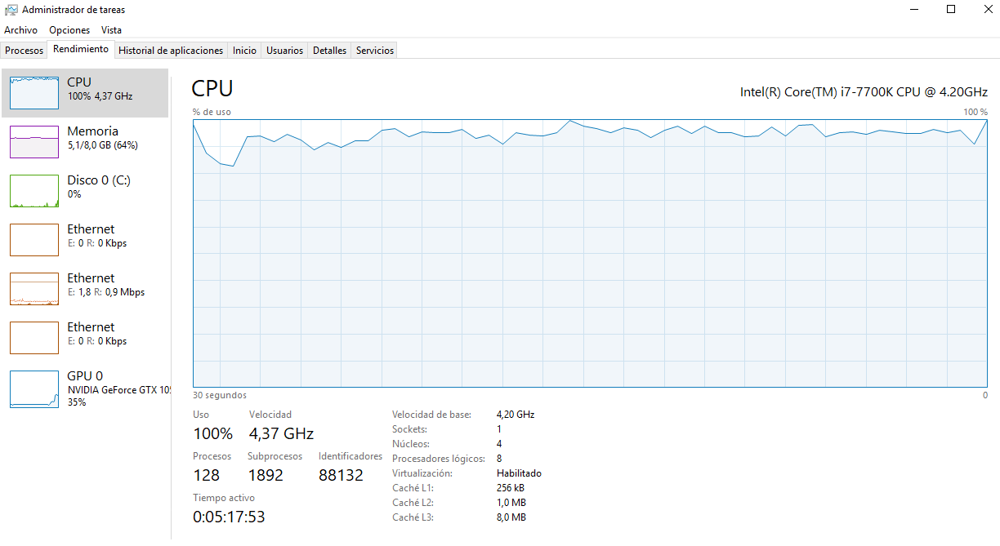 Administrador de tareas
Archivo Opciones Vista
Procesos Rendimiento Historial de aplicaciones Inicio Usuarios Detalles Servicios
CPU
100% 4,37 GHz
Memoria
5,1/8,0 GB (64%)
Disco 0 (C:)
0%
Ethernet
E: 0 R: 0 Kbps
Ethernet
E: 1,8 R: 0,9 Mbps
Ethernet
E: 0 R: 0 Kbps
GPU 0
NVIDIA GeForce GTX 105
35%
CPU Intel(R) Core(TM) i7-7700K CPU @ 4.20GHz
% de uso 100 %
30 segundos 0
Uso Velocidad
100% 4,37 GHz
Procesos Subprocesos Identificadores
128 1892 88132
Tiempo activo
0:05:17:53
Velocidad de base: 4,20 GHz
Sockets: 1
Núcleos: 4
Procesadores lógicos: 8
Virtualización: Habilitado
Caché L1: 256 kB
Caché L2: 1,0 MB
Caché L3: 8,0 MB